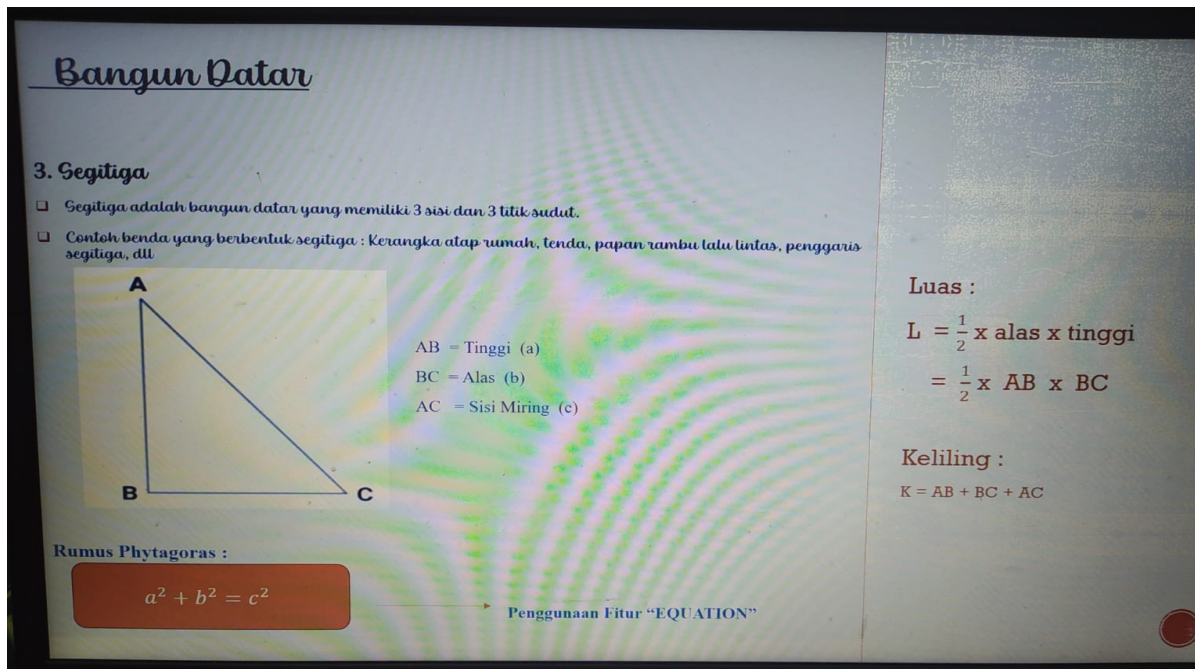 Bangun Datar
3. Segitiga
❑ Segitiga adalah bangun datar yang memiliki 3 sisi dan 3 titik sudut.
❑ Contoh benda yang berbentuk segitiga : Kerangka atap rumah, tenda, papan rambu lalu lintas, penggaris
segitiga, dll
A
B
C
AB = Tinggi (a)
BC = Alas (b)
AC = Sisi Miring (c)
Rumus Phytagoras :
a² + b² = c²
Penggunaan Fitur “EQUATION”
Luas :
L = 1/2 x alas x tinggi
= 1/2 x AB x BC
Keliling :
K = AB + BC + AC